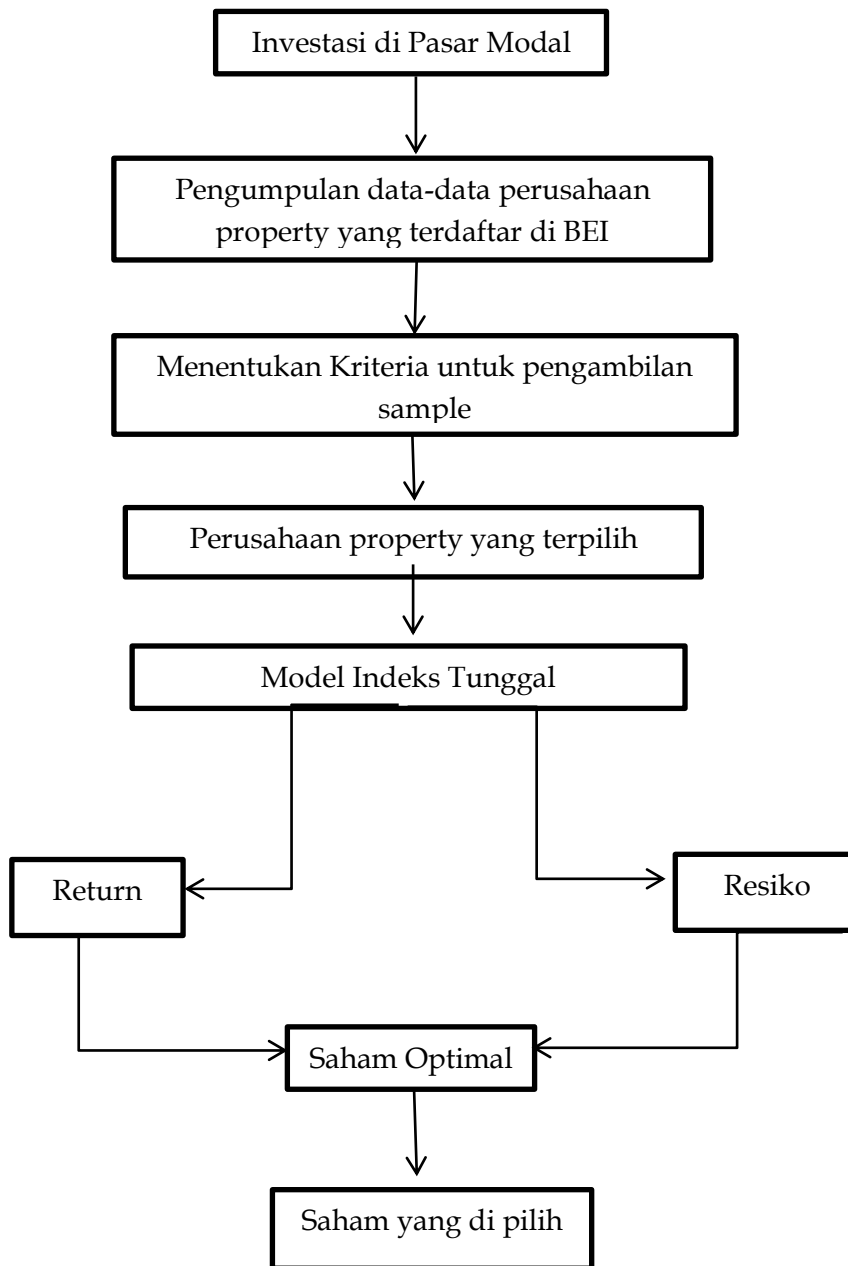 Investasi di Pasar Modal
Pengumpulan data-data perusahaan
property yang terdaftar di BEI
Menentukan Kriteria untuk pengambilan
sample
Perusahaan property yang terpilih
Model Indeks Tunggal
Return
Resiko
Saham Optimal
Saham yang di pilih